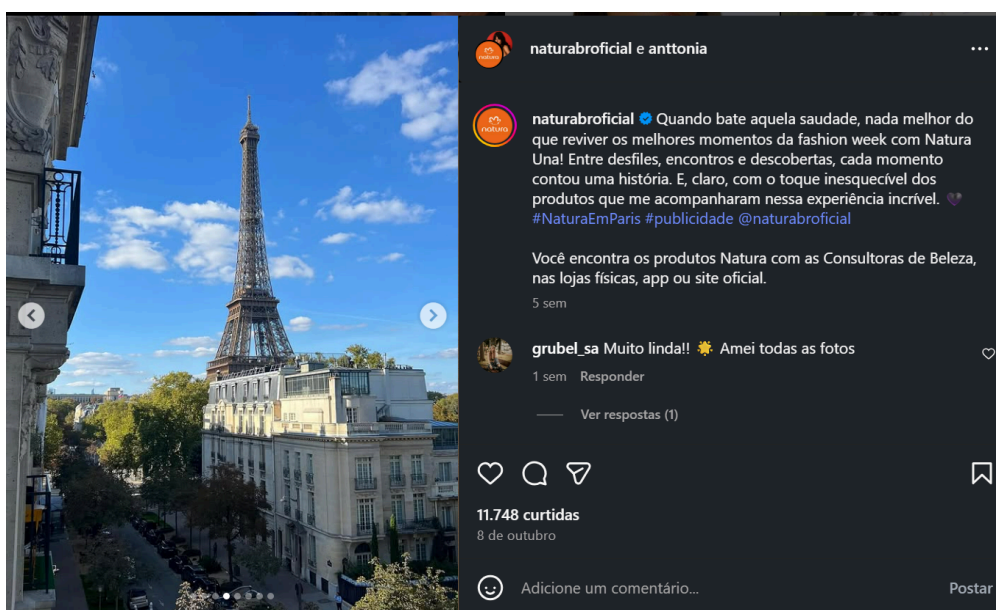 naturabroficial e anttonia
natura
naturabroficial Quando bate aquela saudade, nada melhor do
que reviver os melhores momentos da fashion week com Natura
Una! Entre desfiles, encontros e descobertas, cada momento
contou uma história. E, claro, com o toque inesquecível dos
produtos que me acompanharam nessa experiência incrível. 🖤
#NaturaEmParis #publicidade @naturabroficial
Você encontra os produtos Natura com as Consultoras de Beleza,
nas lojas físicas, app ou site oficial.
5 sem
natura
grubel_sa Muito linda!! 🌟 Amei todas as fotos
1 sem Responder
Ver respostas (1)
11.748 curtidas
8 de outubro
Adicione um comentário... Postar